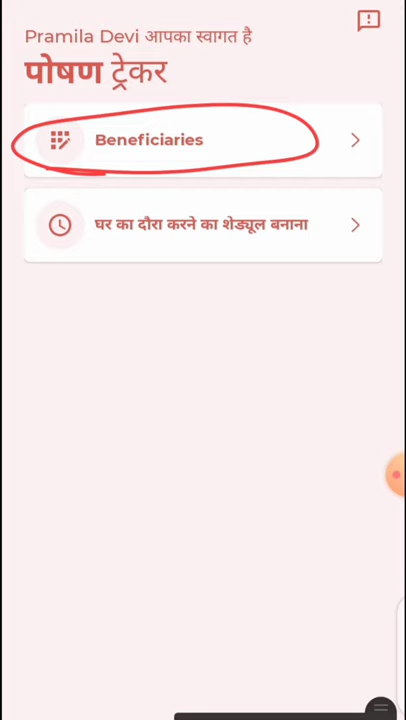 Pramila Devi आपका स्वागत है
पोषण ट्रेकर
Beneficiaries
घर का दौरा करने का शेड्यूल बनाना